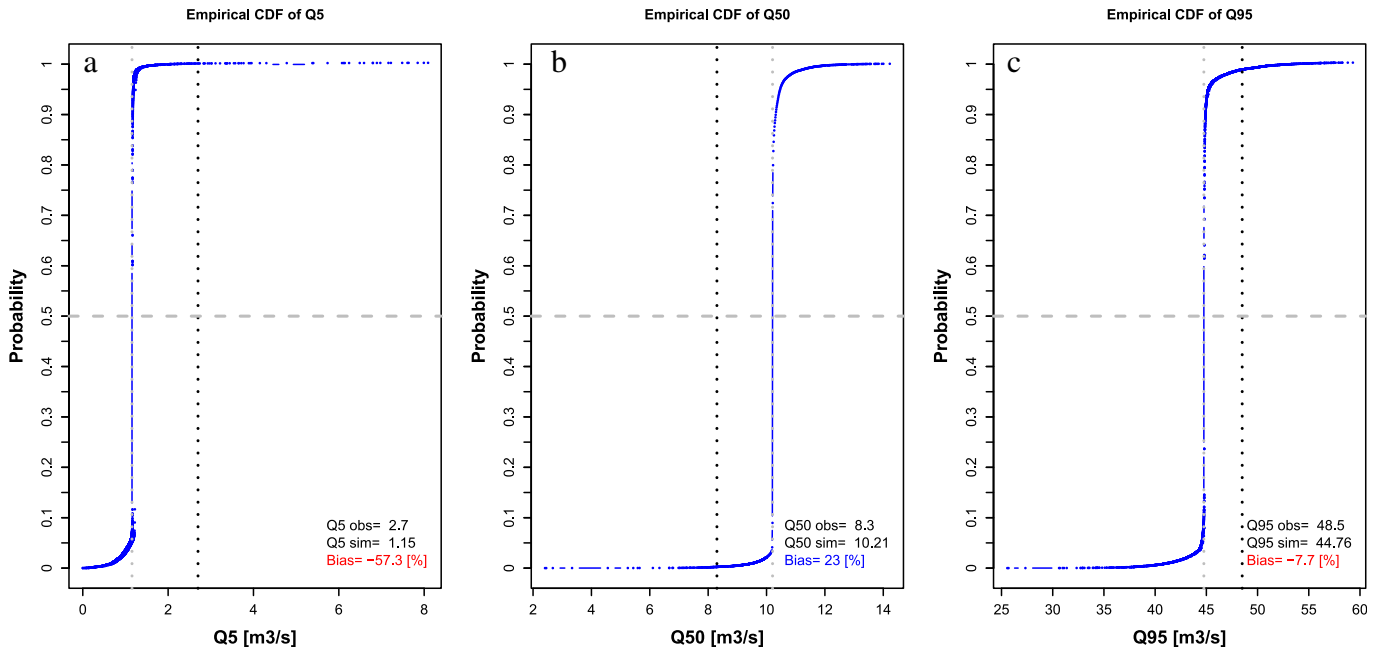 Empirical CDF of Q5
a
Probability
1
0.9
0.8
0.7
0.6
0.5
0.4
0.3
0.2
0.1
0
Q5 obs= 2.7
Q5 sim= 1.15
Bias= −57.3 [%]
0 2 4 6 8
Q5 [m3/s]
Empirical CDF of Q50
b
Probability
1
0.9
0.8
0.7
0.6
0.5
0.4
0.3
0.2
0.1
0
Q50 obs= 8.3
Q50 sim= 10.21
Bias= 23 [%]
2 4 6 8 10 12 14
Q50 [m3/s]
Empirical CDF of Q95
c
Probability
1
0.9
0.8
0.7
0.6
0.5
0.4
0.3
0.2
0.1
0
Q95 obs= 48.5
Q95 sim= 44.76
Bias= −7.7 [%]
25 30 35 40 45 50 55 60
Q95 [m3/s]